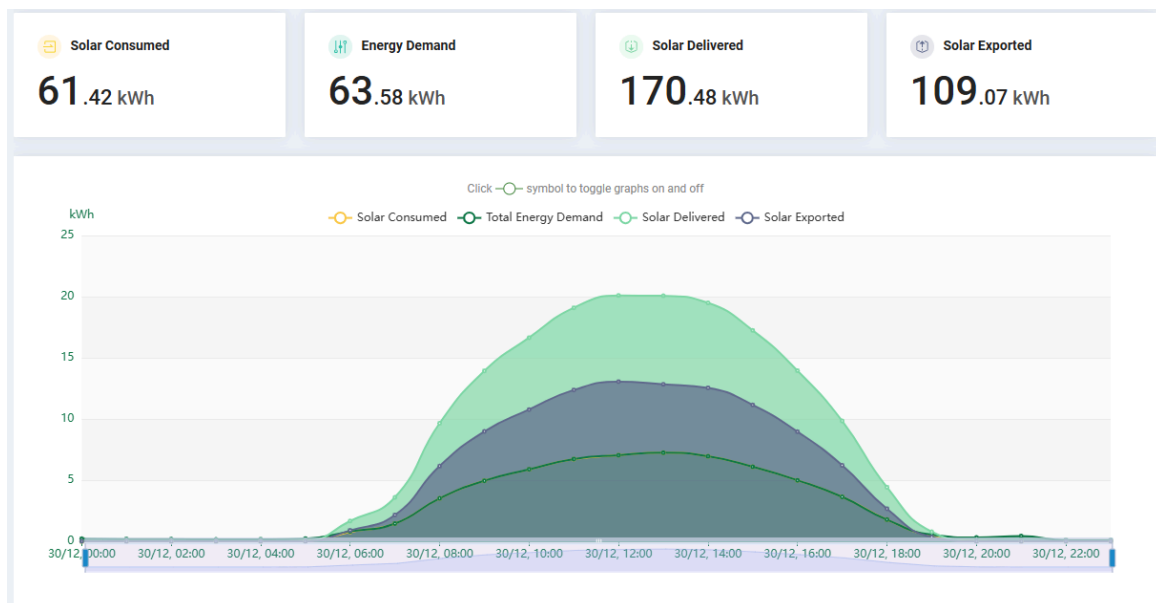 Solar Consumed Energy Demand Solar Delivered Solar Exported
61.42 kWh 63.58 kWh 170.48 kWh 109.07 kWh
Click symbol to toggle graphs on and off
Solar Consumed Total Energy Demand Solar Delivered Solar Exported
kWh
25
20
15
10
5
0
30/12, 00:00 30/12, 02:00 30/12, 04:00 30/12, 06:00 30/12, 08:00 30/12, 10:00 30/12, 12:00 30/12, 14:00 30/12, 16:00 30/12, 18:00 30/12, 20:00 30/12, 22:00